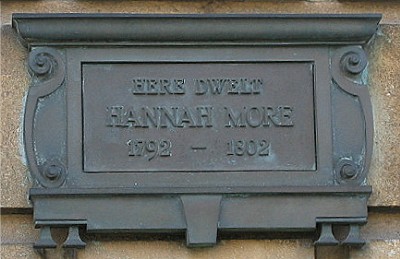 HERE DWELT
HANNAH MORE
1792 — 1802